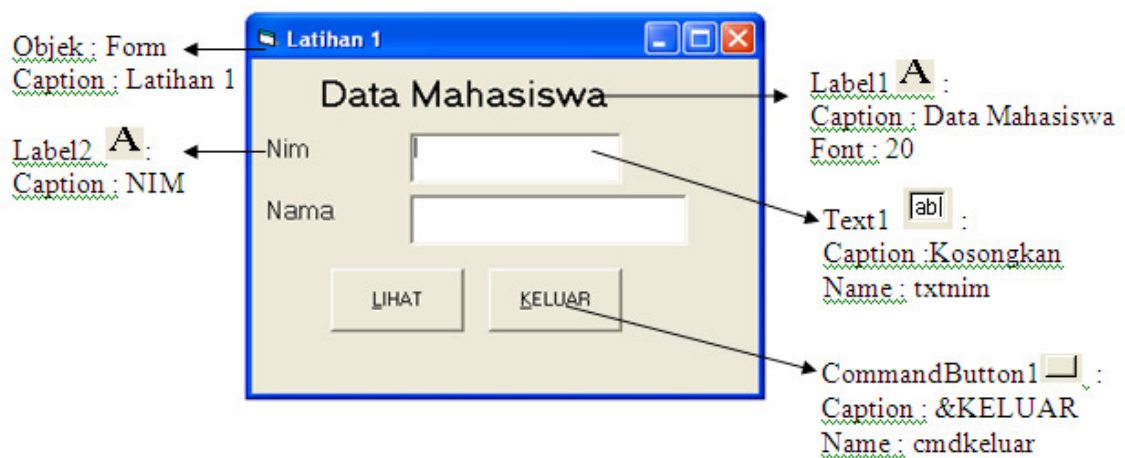 Objek : Form
Caption : Latihan 1
Label2 A :
Caption : NIM
Latihan 1
Data Mahasiswa
Nim
Nama
LIHAT
KELUAR
Label1 A :
Caption : Data Mahasiswa
Font : 20
Text1 ab :
Caption :Kosongkan
Name : txtnim
CommandButton1 :
Caption : &KELUAR
Name : cmdkeluar